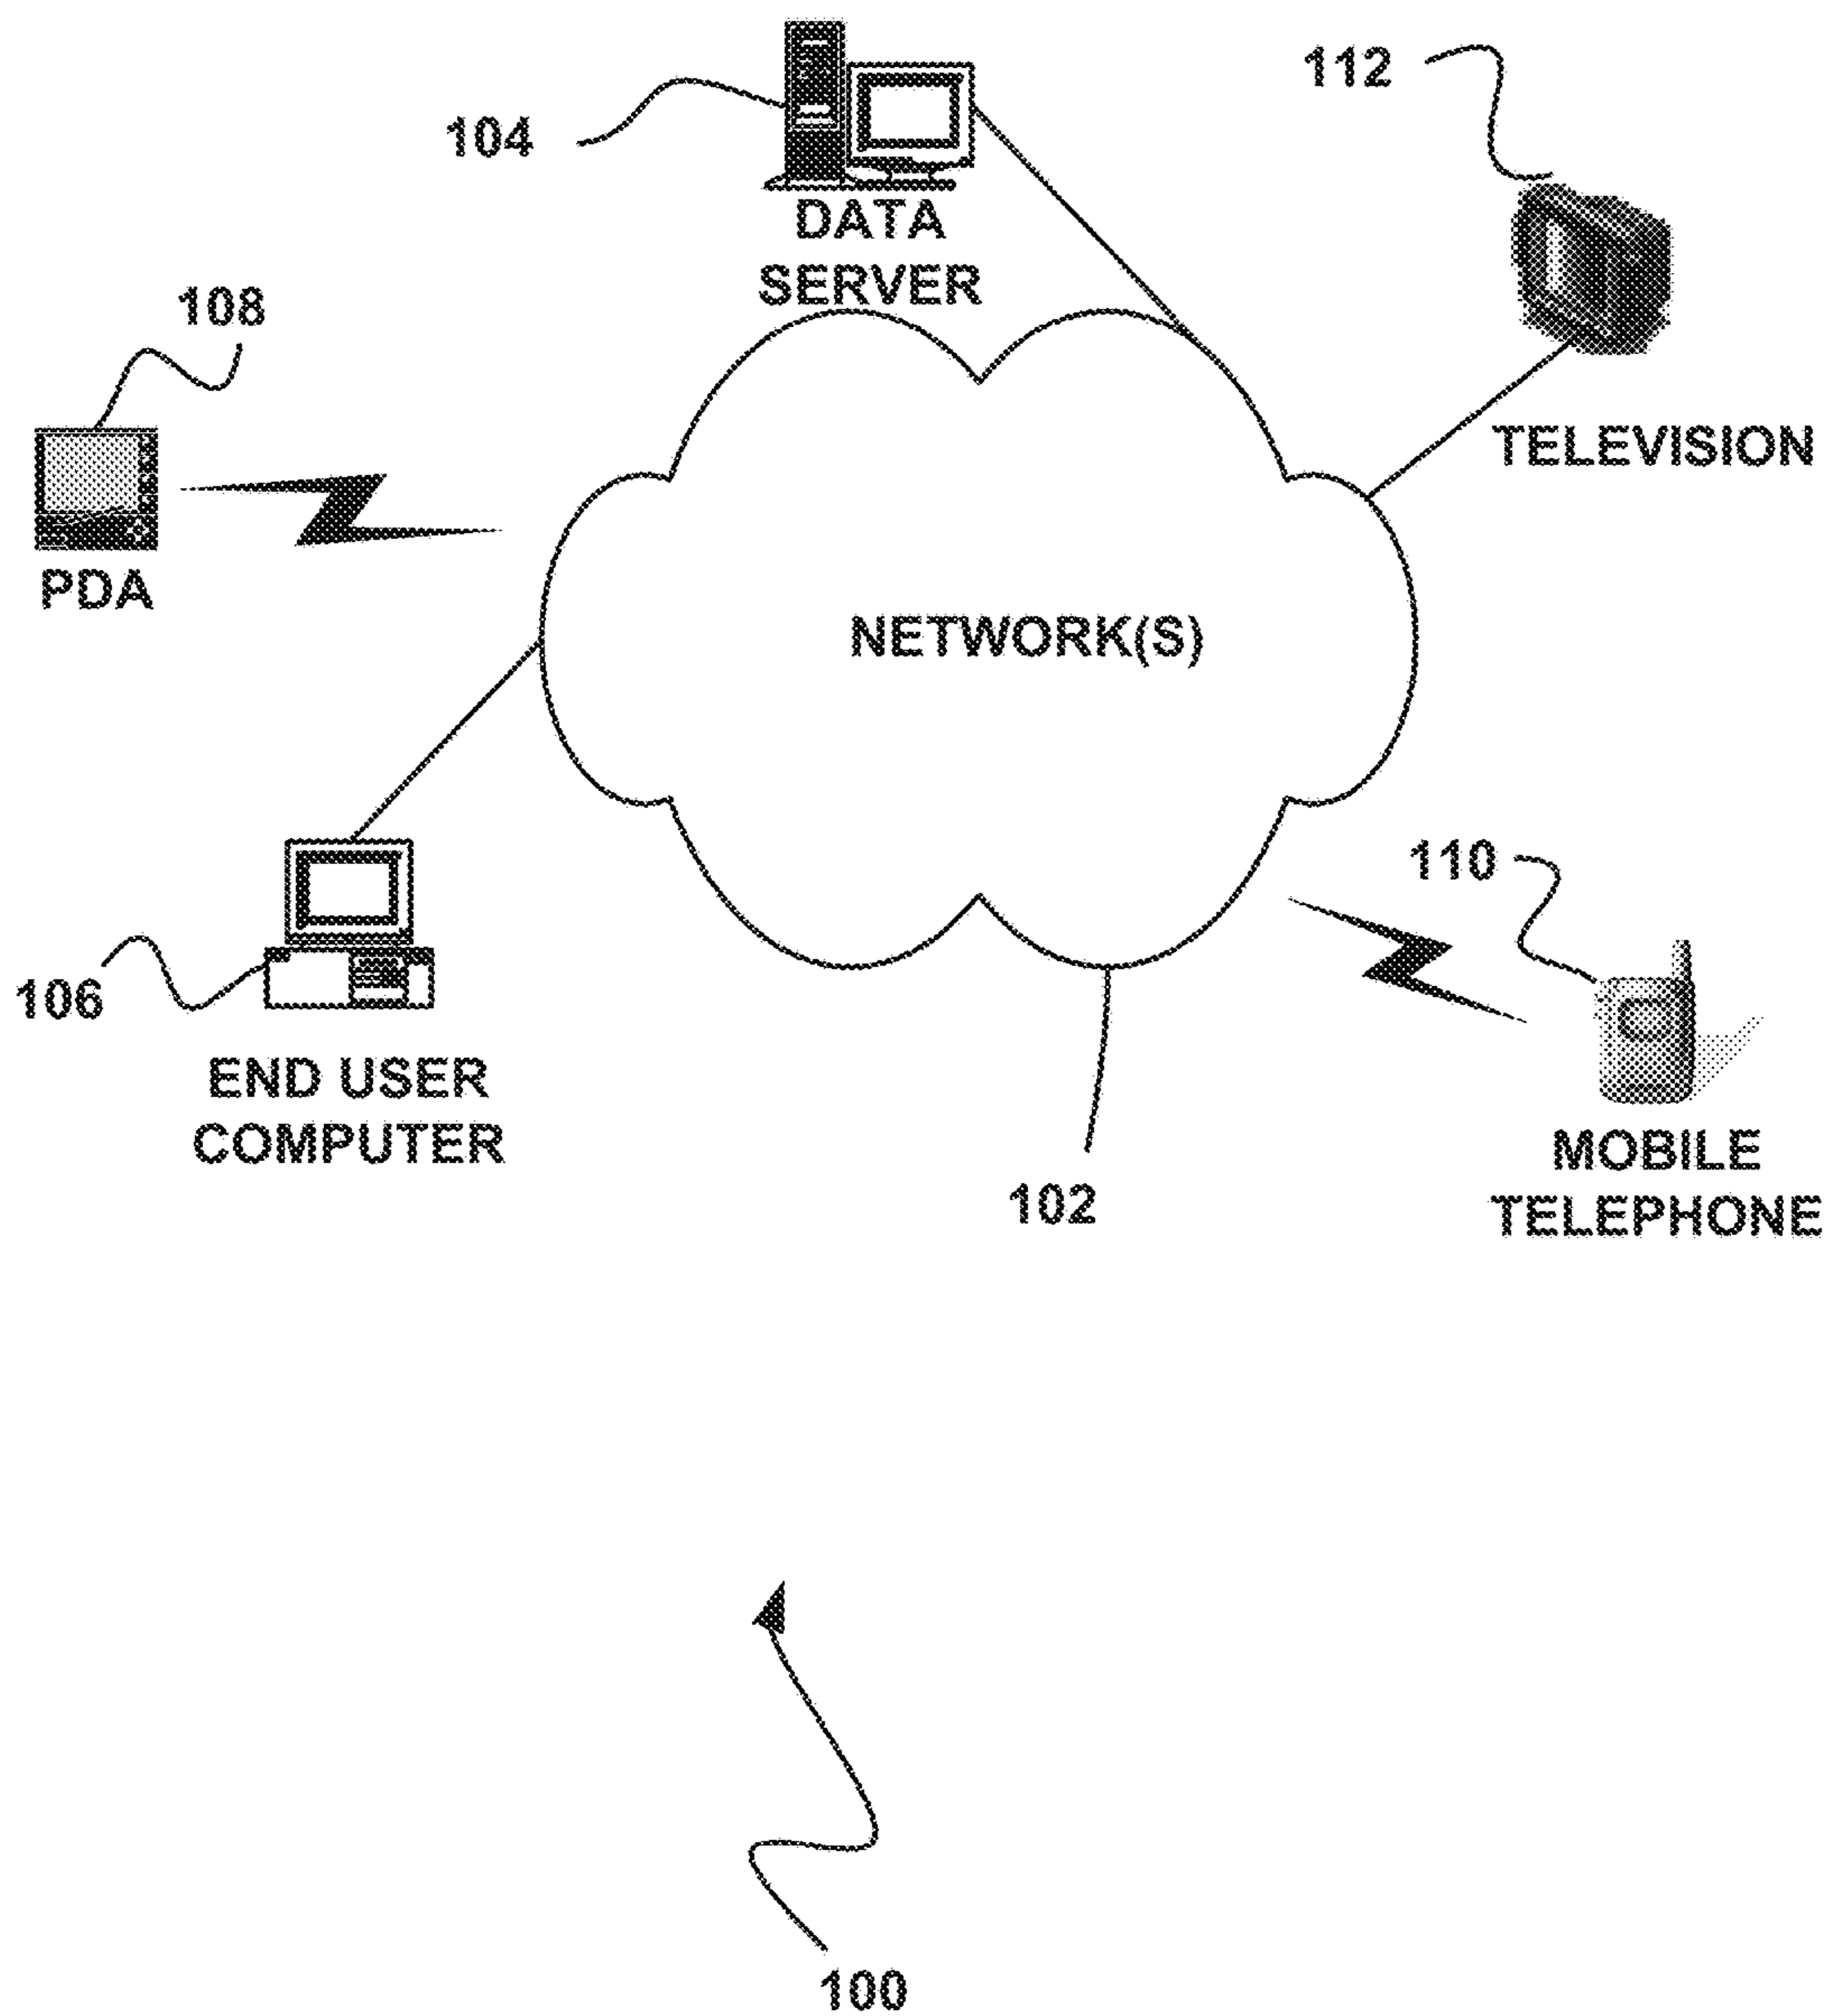 112
104
DATA
SERVER
108
TELEVISION
PDA
NETWORK(S)
110
106
END USER
COMPUTER
MOBILE
TELEPHONE
102
100